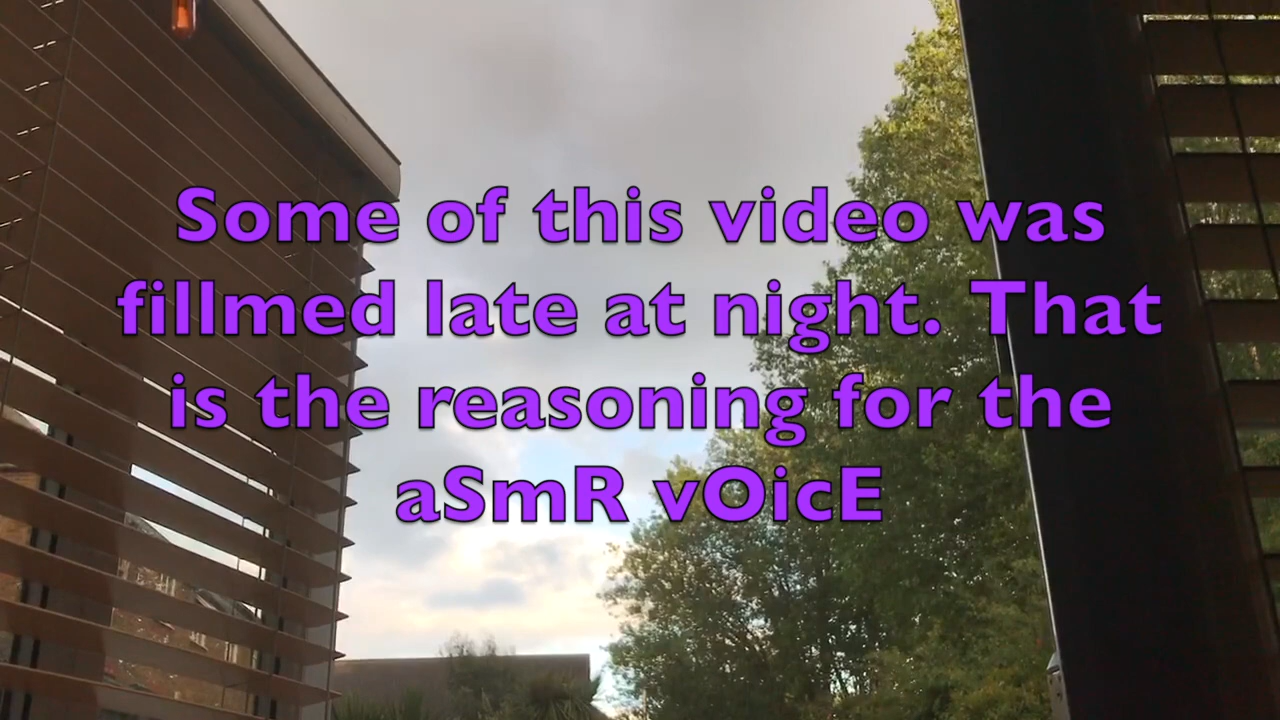 Some of this video was
fillmed late at night. That
is the reasoning for the
aSmR vOicE